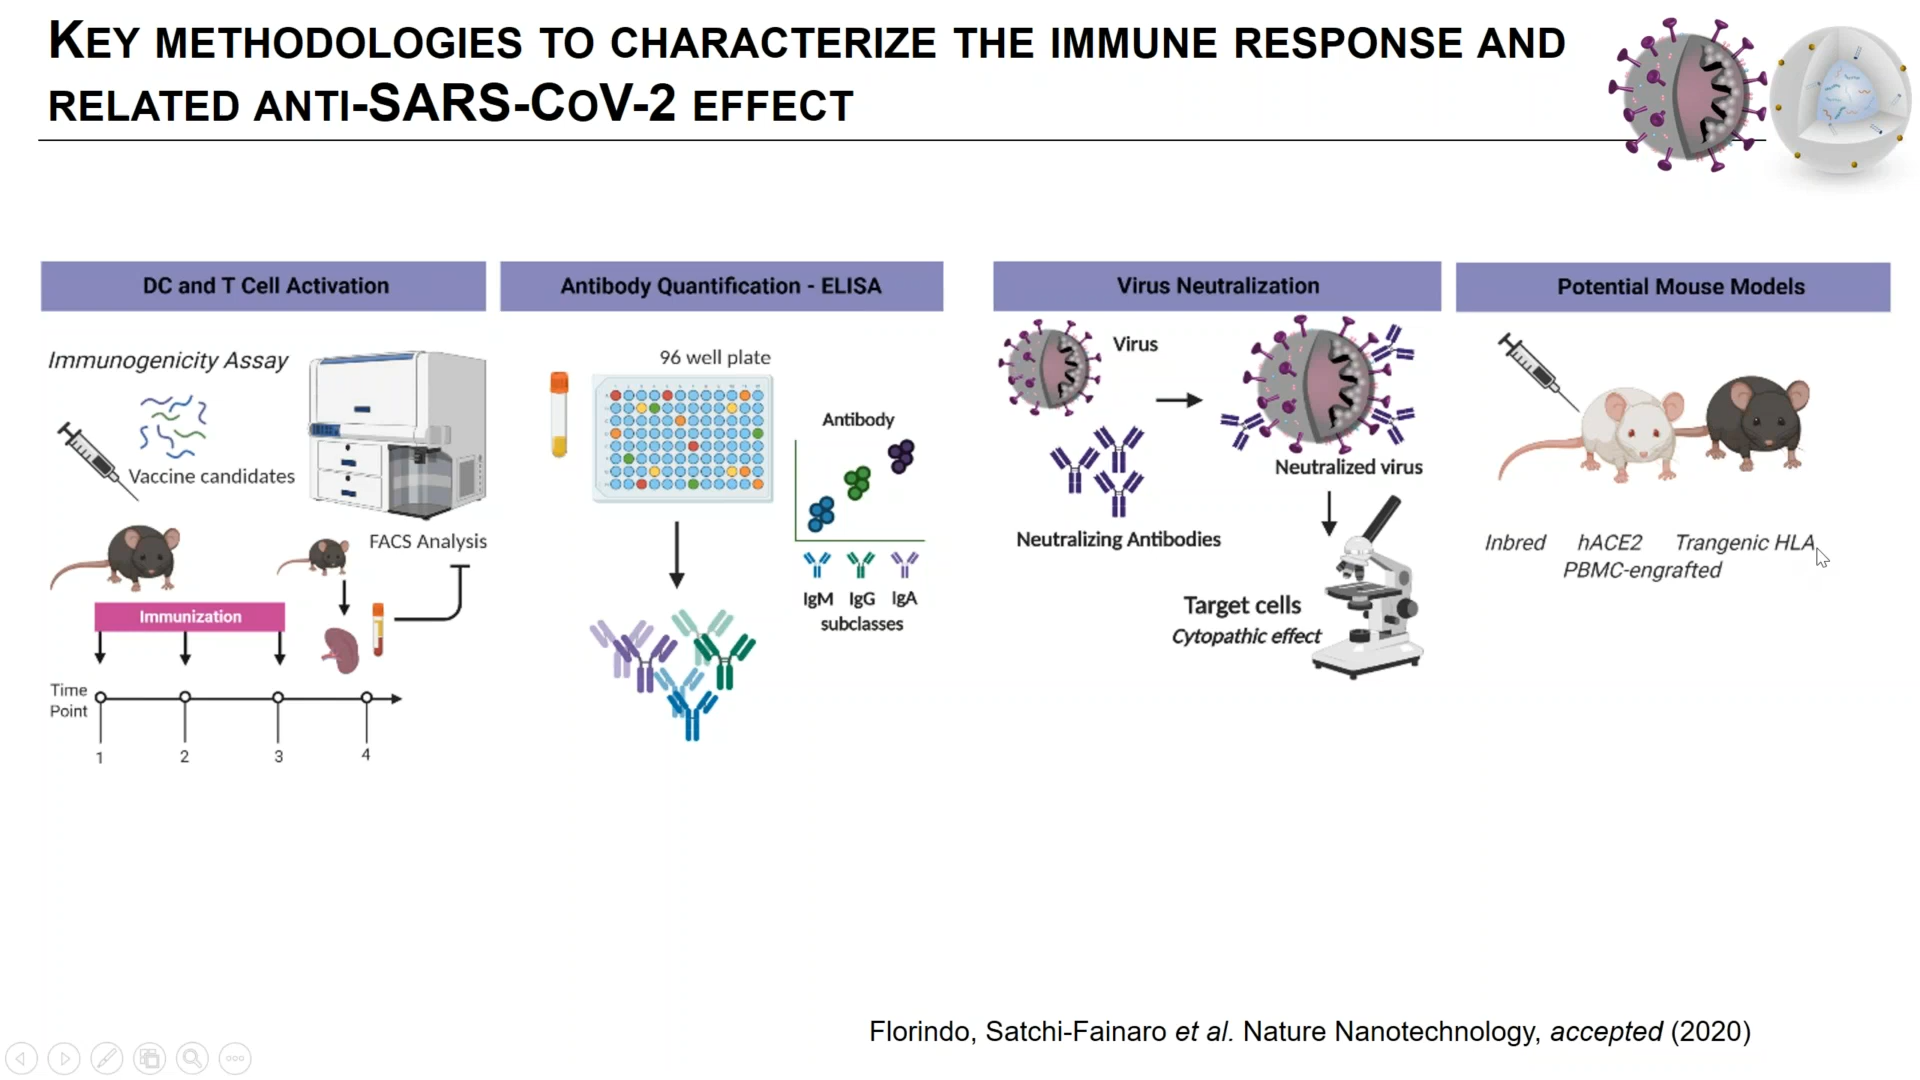 KEY METHODOLOGIES TO CHARACTERIZE THE IMMUNE RESPONSE AND
RELATED ANTI-SARS-COV-2 EFFECT
DC and T Cell Activation
Immunogenicity Assay
Vaccine candidates
FACS Analysis
Immunization
Time
Point
1 2 3 4
Antibody Quantification - ELISA
96 well plate
Antibody
IgM IgG IgA
subclasses
Virus Neutralization
Virus
Neutralized virus
Neutralizing Antibodies
Target cells
Cytopathic effect
Potential Mouse Models
Inbred hACE2 Trangenic HLA
PBMC-engrafted
Florindo, Satchi-Fainaro et al. Nature Nanotechnology, accepted (2020)